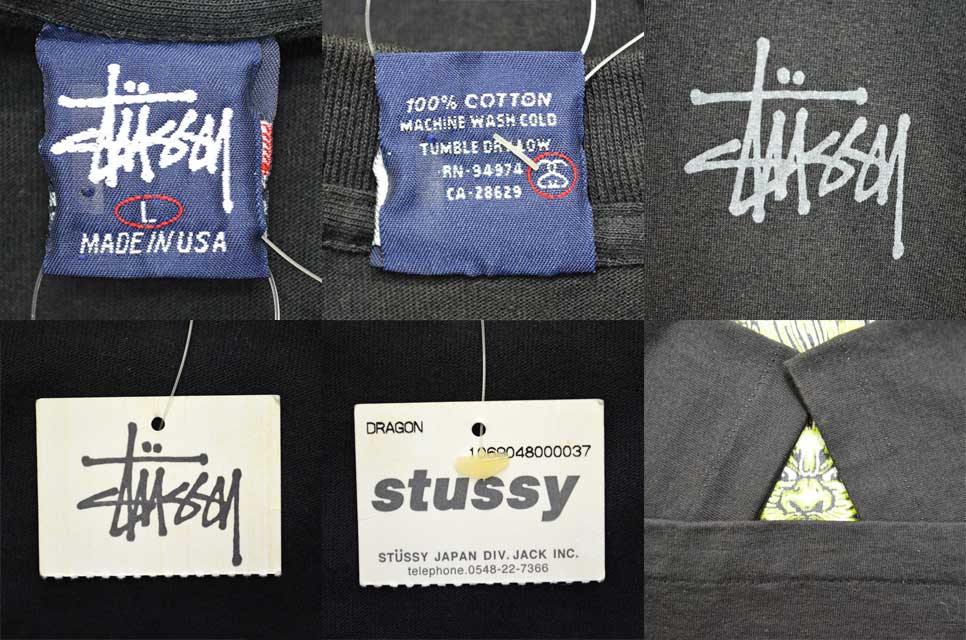 Stüssy
L
MADE IN USA
100% COTTON
MACHINE WASH COLD
TUMBLE DRY LOW
RN-94974
CA-28629
Stüssy
Stüssy
DRAGON
1069048000037
stussy
STÜSSY JAPAN DIV. JACK INC.
telephone.0548-22-7366